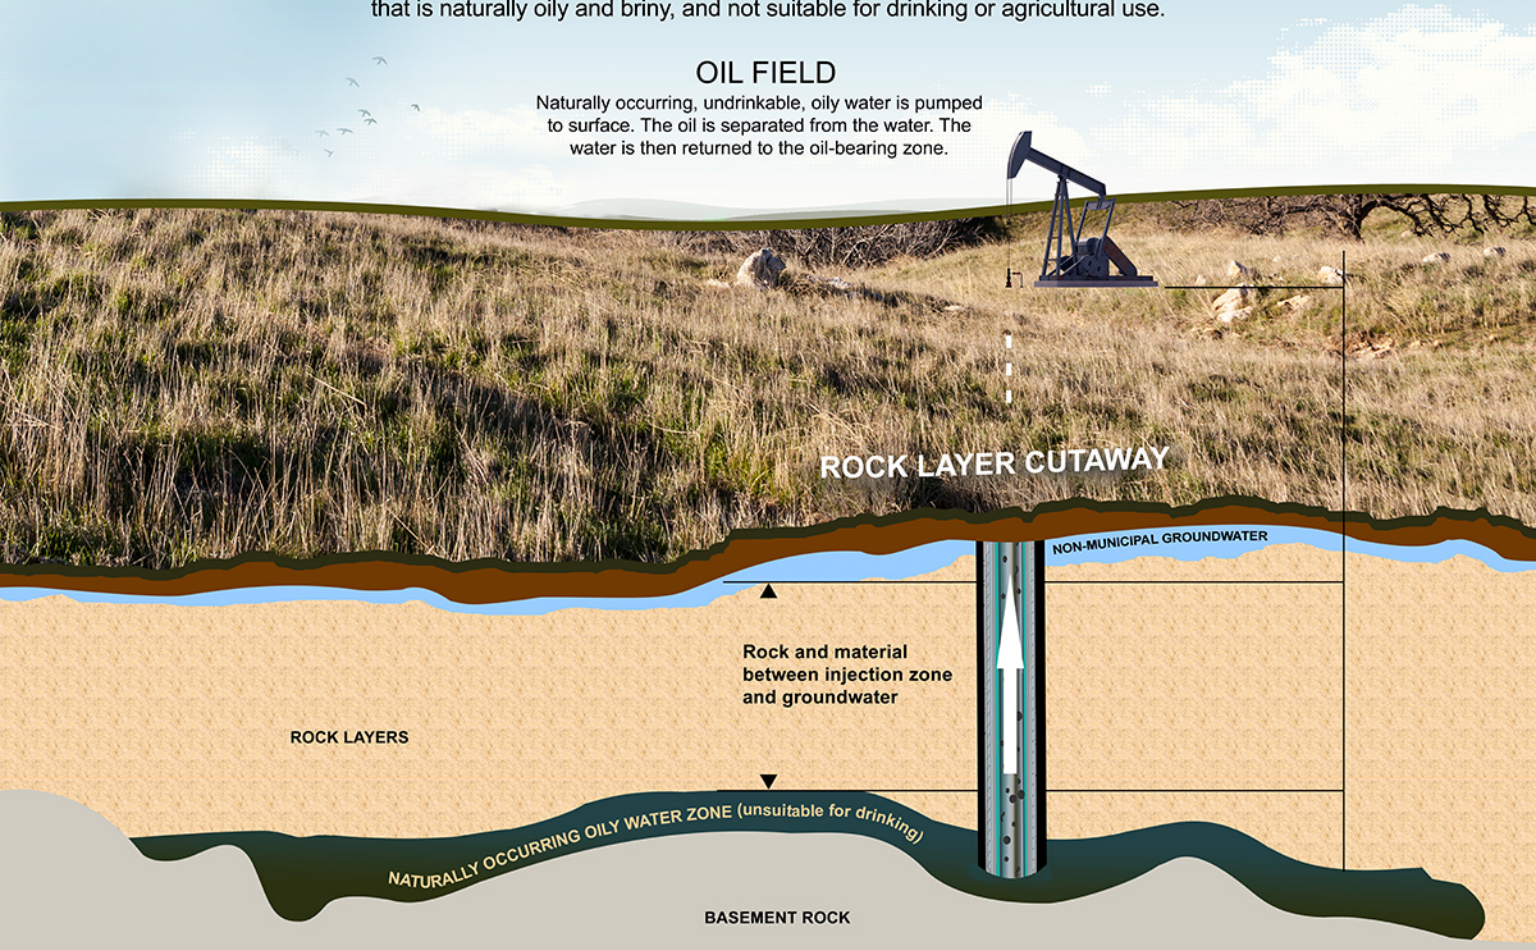 that is naturally oily and briny, and not suitable for drinking or agricultural use.
OIL FIELD
Naturally occurring, undrinkable, oily water is pumped
to surface. The oil is separated from the water. The
water is then returned to the oil-bearing zone.
ROCK LAYER CUTAWAY
NON-MUNICIPAL GROUNDWATER
Rock and material
between injection zone
and groundwater
ROCK LAYERS
NATURALLY OCCURRING OILY WATER ZONE (unsuitable for drinking)
BASEMENT ROCK